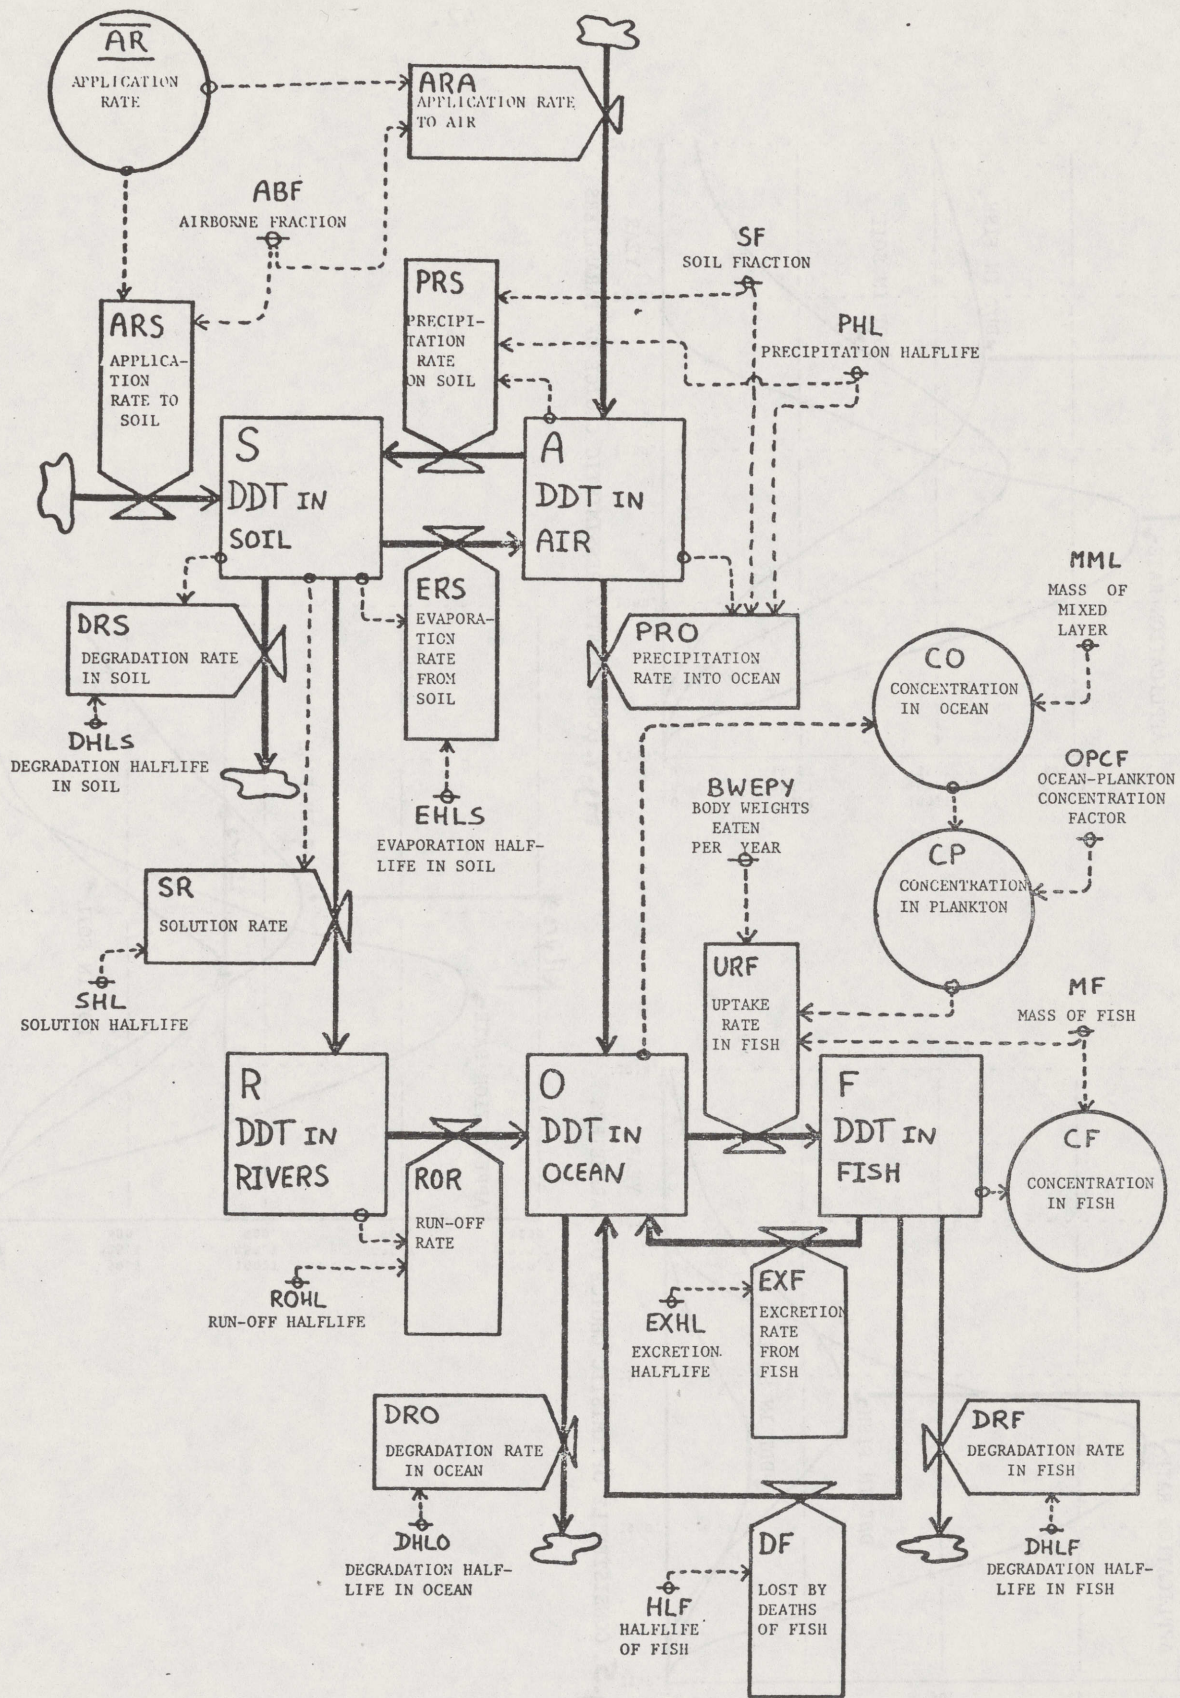 AR
APPLICATION
RATE
ARA
APPLICATION RATE
TO AIR
ABF
AIRBORNE FRACTION
SF
SOIL FRACTION
PHL
PRECIPITATION HALFLIFE
ARS
APPLICA-
TION
RATE TO
SOIL
PRS
PRECIPI-
TATION
RATE
ON SOIL
S
DDT IN
SOIL
A
DDT IN
AIR
DRS
DEGRADATION RATE
IN SOIL
DHLS
DEGRADATION HALFLIFE
IN SOIL
ERS
EVAPORA-
TION
RATE
FROM
SOIL
EHLS
EVAPORATION HALF-
LIFE IN SOIL
PRO
PRECIPITATION
RATE INTO OCEAN
MML
MASS OF
MIXED
LAYER
CO
CONCENTRATION
IN OCEAN
OPCF
OCEAN-PLANKTON
CONCENTRATION
FACTOR
CP
CONCENTRATION
IN PLANKTON
BWEPY
BODY WEIGHTS
EATEN
PER YEAR
SR
SOLUTION RATE
SHL
SOLUTION HALFLIFE
URF
UPTAKE
RATE
IN FISH
MF
MASS OF FISH
R
DDT IN
RIVERS
ROR
RUN-OFF
RATE
ROHL
RUN-OFF HALFLIFE
O
DDT IN
OCEAN
F
DDT IN
FISH
CF
CONCENTRATION
IN FISH
EXF
EXCRETION
RATE
FROM
FISH
EXHL
EXCRETION
HALFLIFE
DRO
DEGRADATION RATE
IN OCEAN
DHLO
DEGRADATION HALF-
LIFE IN OCEAN
DRF
DEGRADATION RATE
IN FISH
DHLF
DEGRADATION HALF-
LIFE IN FISH
DF
LOST BY
DEATHS
OF FISH
HLF
HALFLIFE
OF FISH